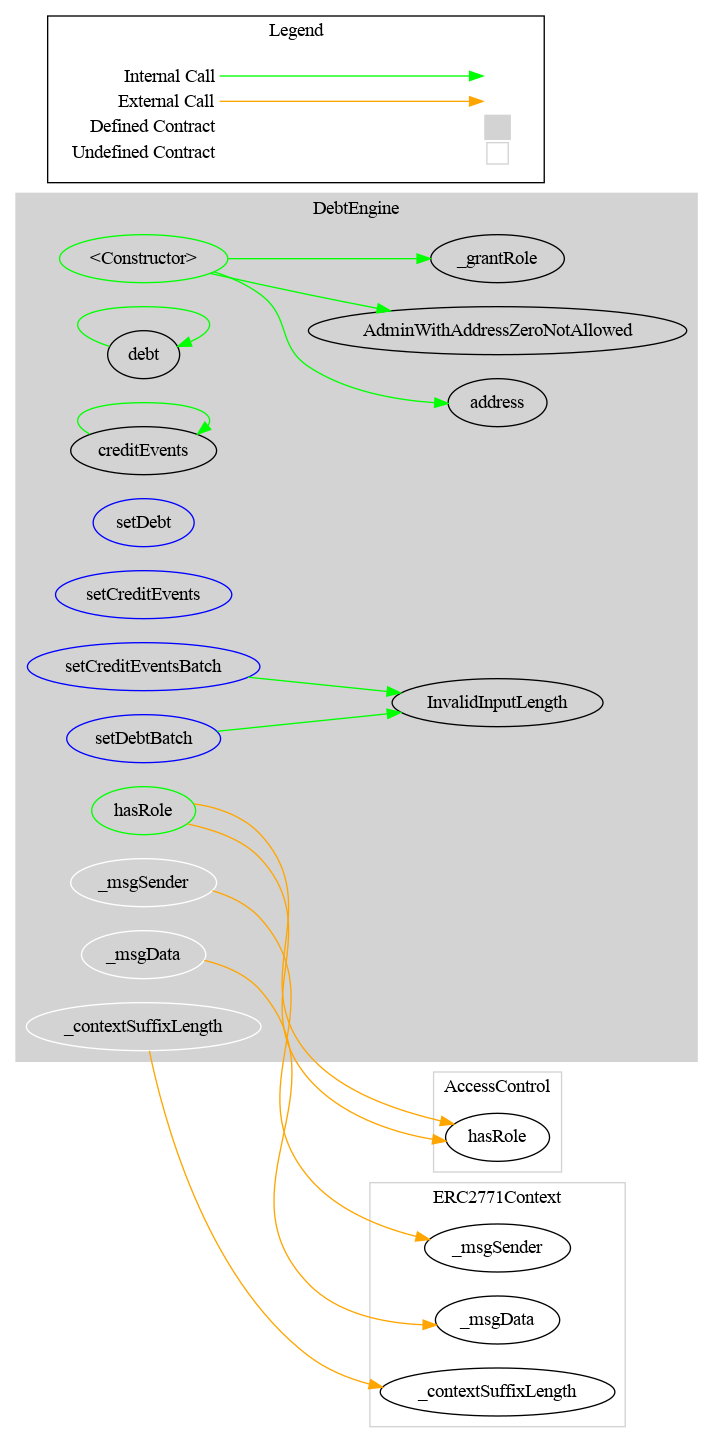 Legend
Internal Call
External Call
Defined Contract
Undefined Contract
DebtEngine
<Constructor>
_grantRole
AdminWithAddressZeroNotAllowed
debt
address
creditEvents
setDebt
setCreditEvents
setCreditEventsBatch
InvalidInputLength
setDebtBatch
hasRole
_msgSender
_msgData
_contextSuffixLength
AccessControl
hasRole
ERC2771Context
_msgSender
_msgData
_contextSuffixLength